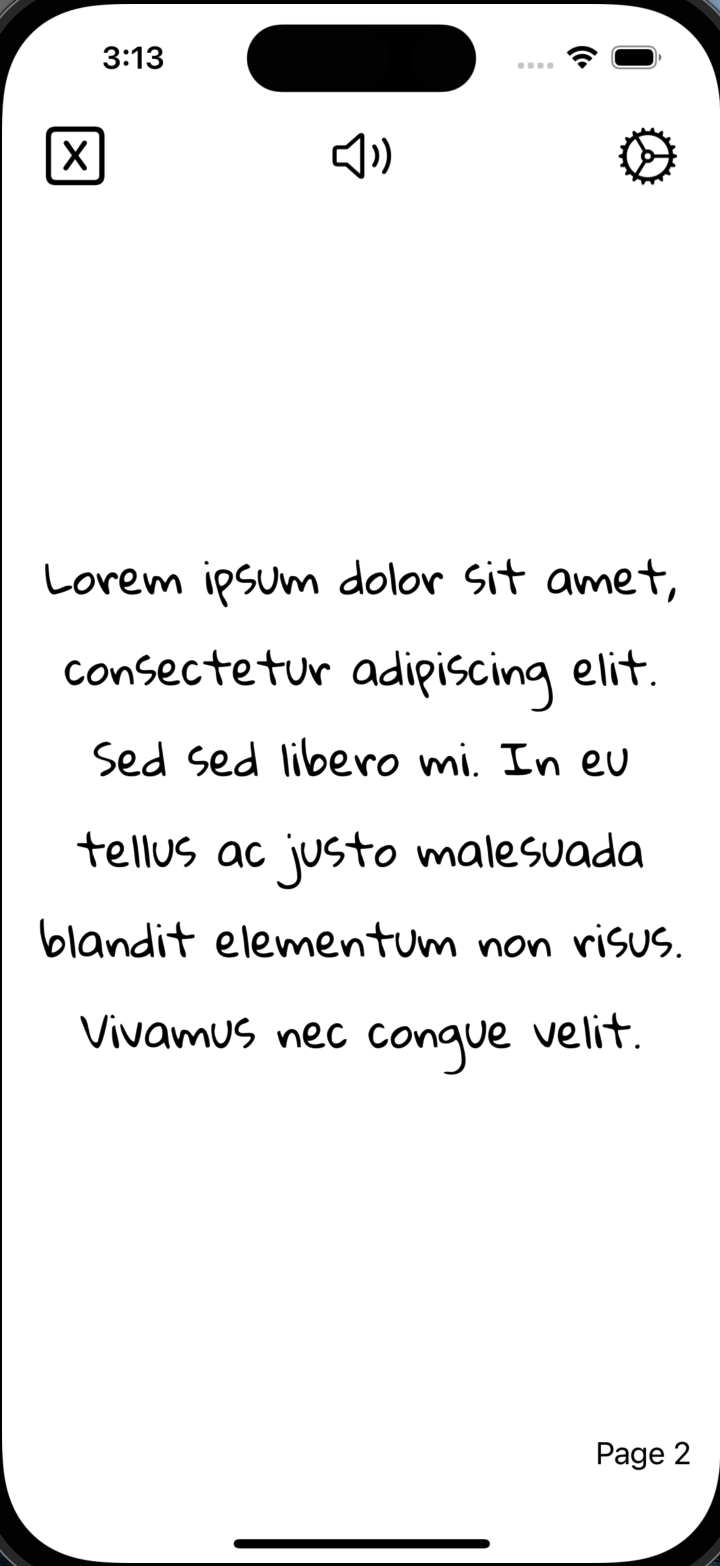 3:13
X
Lorem ipsum dolor sit amet,
consectetur adipiscing elit.
Sed sed libero mi. In eu
tellus ac justo malesuada
blandit elementum non risus.
Vivamus nec congue velit.
Page 2